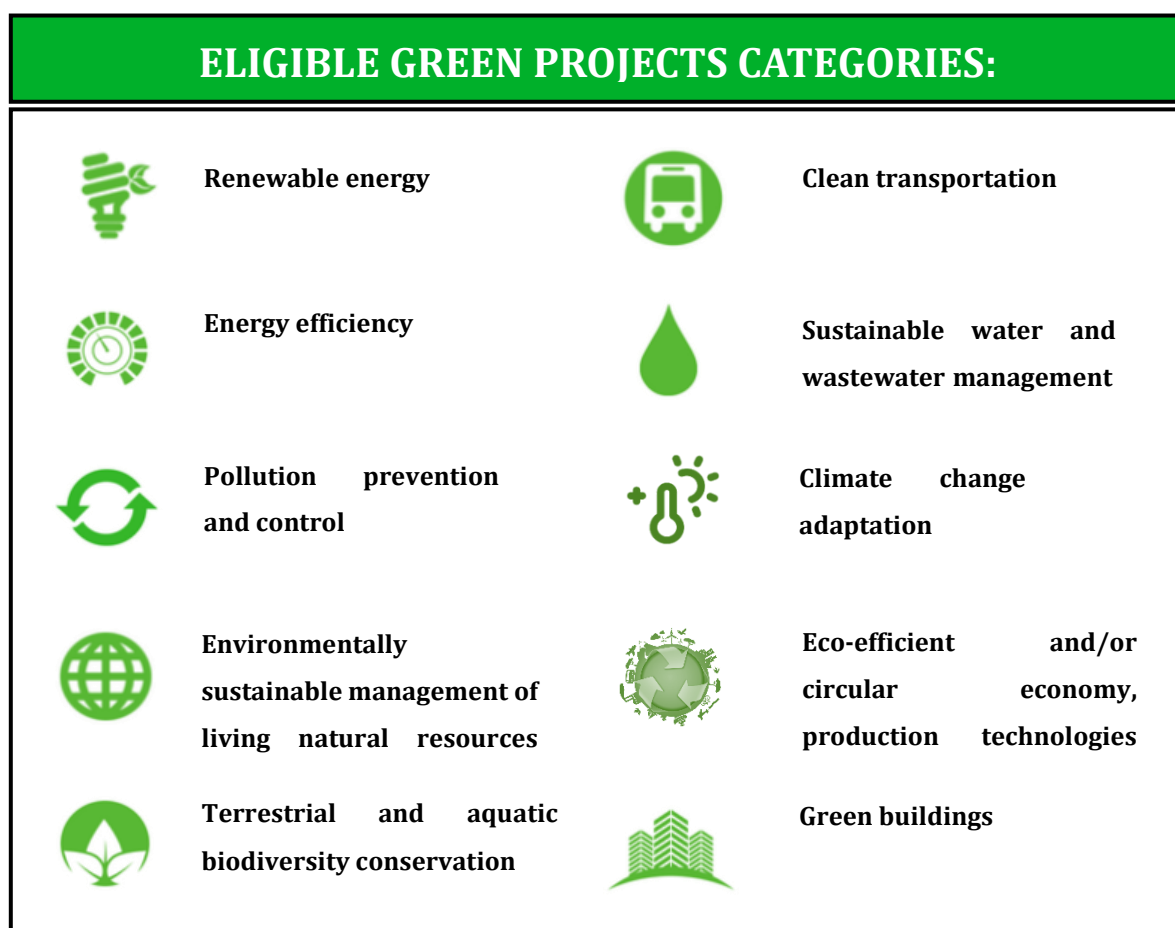 ELIGIBLE GREEN PROJECTS CATEGORIES:
Renewable energy
Clean transportation
Energy efficiency
Sustainable water and
wastewater management
Pollution prevention
and control
Climate change
adaptation
Environmentally
sustainable management of
living natural resources
Eco-efficient and/or
circular economy,
production technologies
Terrestrial and aquatic
biodiversity conservation
Green buildings